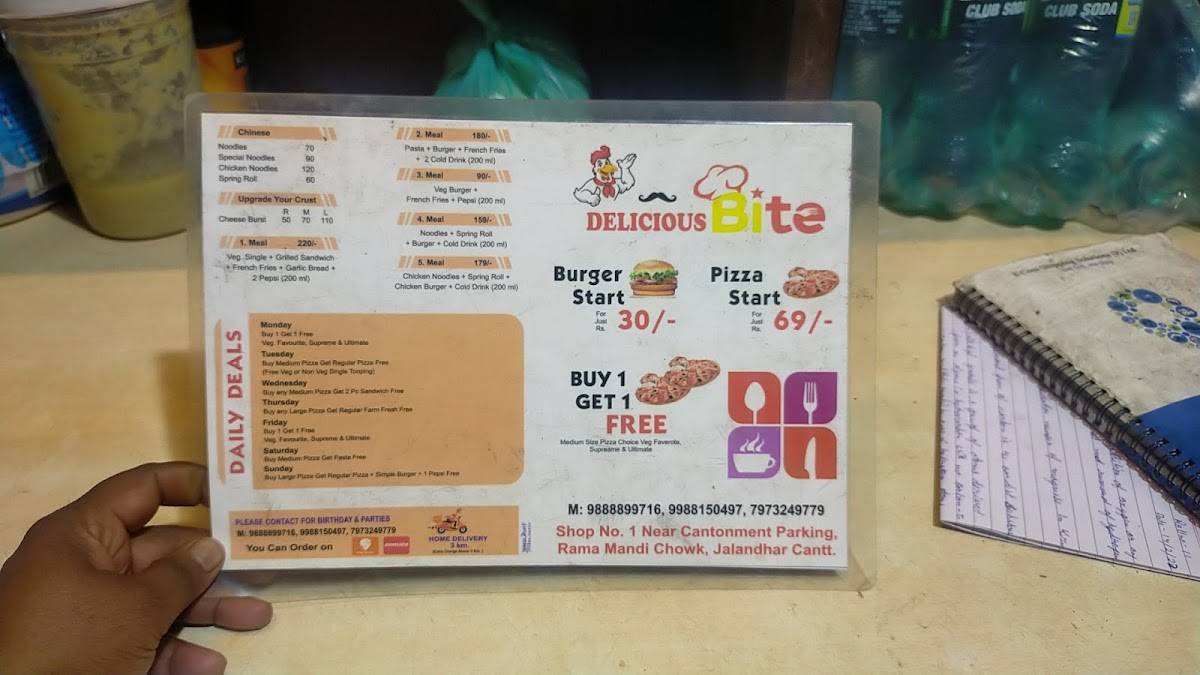 CLUB SODA
CLUB SODA
Chinese
Noodles 70
Special Noodles 90
Chicken Noodles 120
Spring Roll 60
Upgrade Your Crust
R M L
Cheese Burst 50 70 110
1. Meal 220/-
Veg. Single + Grilled Sandwich
+ French Fries + Garlic Bread +
2 Pepsi (200 ml)
2. Meal 180/-
Pasta + Burger + French Fries
+ 2 Cold Drink (200 ml)
3. Meal 90/-
Veg Burger +
French Fries + Pepsi (200 ml)
4. Meal 159/-
Noodles + Spring Roll
+ Burger + Cold Drink (200 ml)
5. Meal 179/-
Chicken Noodles + Spring Roll +
Chicken Burger + Cold Drink (200 ml)
DAILY DEALS
Monday
Buy 1 Get 1 Free
Veg. Favourite, Supreme & Ultimate
Tuesday
Buy Medium Pizza Get Regular Pizza Free
(Free Veg or Non Veg Single Tooping)
Wednesday
Buy any Medium Pizza Get 2 Pc Sandwich Free
Thursday
Buy any Large Pizza Get Regular Farm Fresh Free
Friday
Buy 1 Get 1 Free
Veg. Favourite, Supreme & Ultimate
Saturday
Buy Medium Pizza Get Pasta Free
Sunday
Buy Large Pizza Get Regular Pizza + Simple Burger + 1 Pepsi Free
PLEASE CONTACT FOR BIRTHDAY & PARTIES
M: 9888899716, 9988150497, 7973249779
You Can Order on
zomato
HOME DELIVERY
3 km.
DELICIOUS Bite
Burger
Start
For
Just
Rs.
30/-
Pizza
Start
For
Just
Rs.
69/-
BUY 1
GET 1
FREE
Medium Size Pizza Choice Veg Faverote,
Supreame & Ultimate
M: 9888899716, 9988150497, 7973249779
Shop No. 1 Near Cantonment Parking,
Rama Mandi Chowk, Jalandhar Cantt.